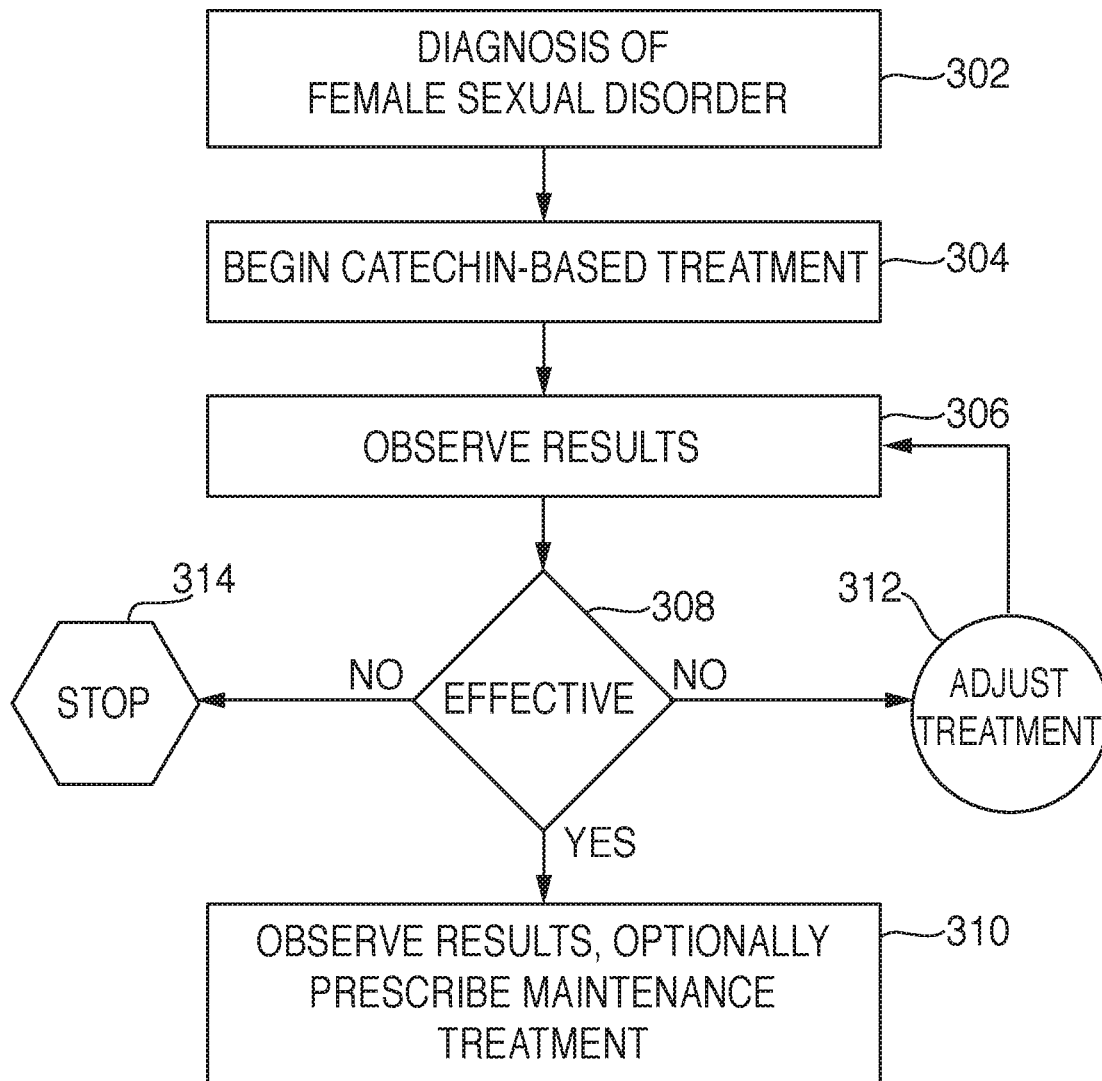 DIAGNOSIS OF
FEMALE SEXUAL DISORDER
302
BEGIN CATECHIN-BASED TREATMENT
304
306
OBSERVE RESULTS
314
308
312
STOP
NO
EFFECTIVE
NO
ADJUST
TREATMENT
YES
OBSERVE RESULTS, OPTIONALLY
PRESCRIBE MAINTENANCE
TREATMENT
310